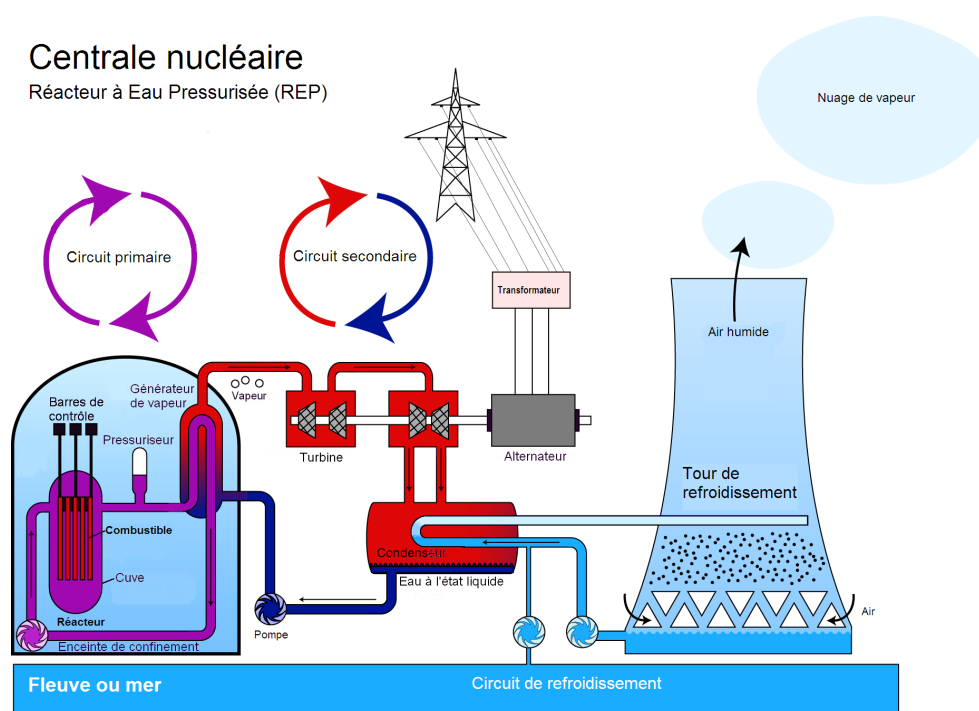 Centrale nucléaire
Réacteur à Eau Pressurisée (REP)
Nuage de vapeur
Circuit primaire
Circuit secondaire
Transformateur
Air humide
Générateur
de vapeur
Vapeur
Barres de
contrôle
Pressuriseur
Turbine
Alternateur
Tour de
refroidissement
Combustible
Condenseur
Cuve
Eau à l'état liquide
Réacteur
Pompe
Air
Enceinte de confinement
Fleuve ou mer
Circuit de refroidissement